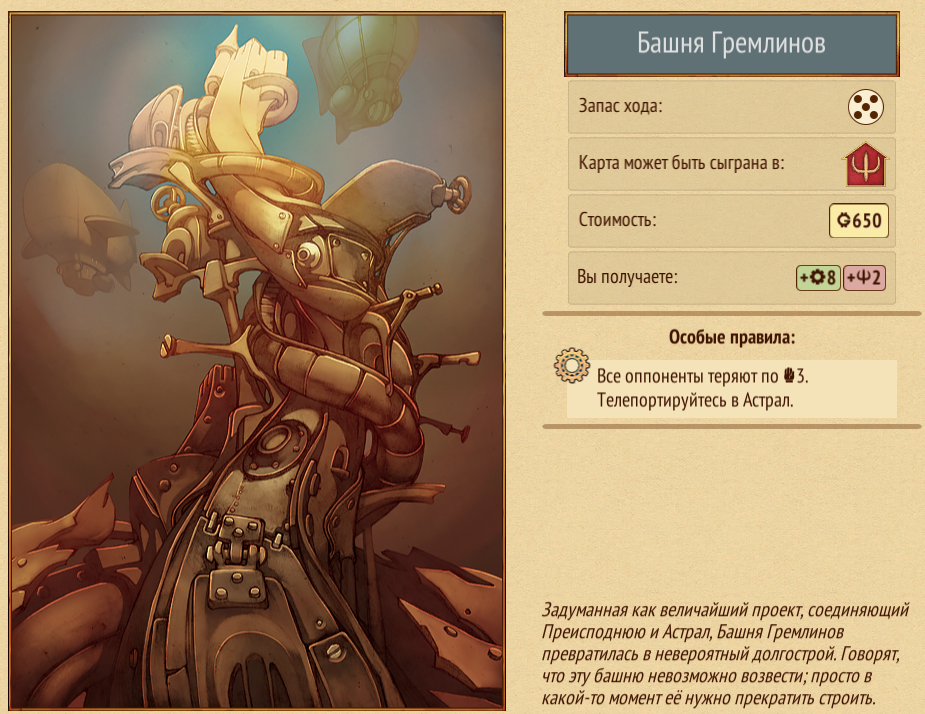 Башня Гремлинов
Запас хода:
Карта может быть сыграна в:
Стоимость: 650
Вы получаете: +8 +2
Особые правила:
Все оппоненты теряют по 3.
Телепортируйтесь в Астрал.
Задуманная как величайший проект, соединяющий
Преисподнюю и Астрал, Башня Гремлинов
превратилась в невероятный долгострой. Говорят,
что эту башню невозможно возвести; просто в
какой-то момент её нужно прекратить строить.